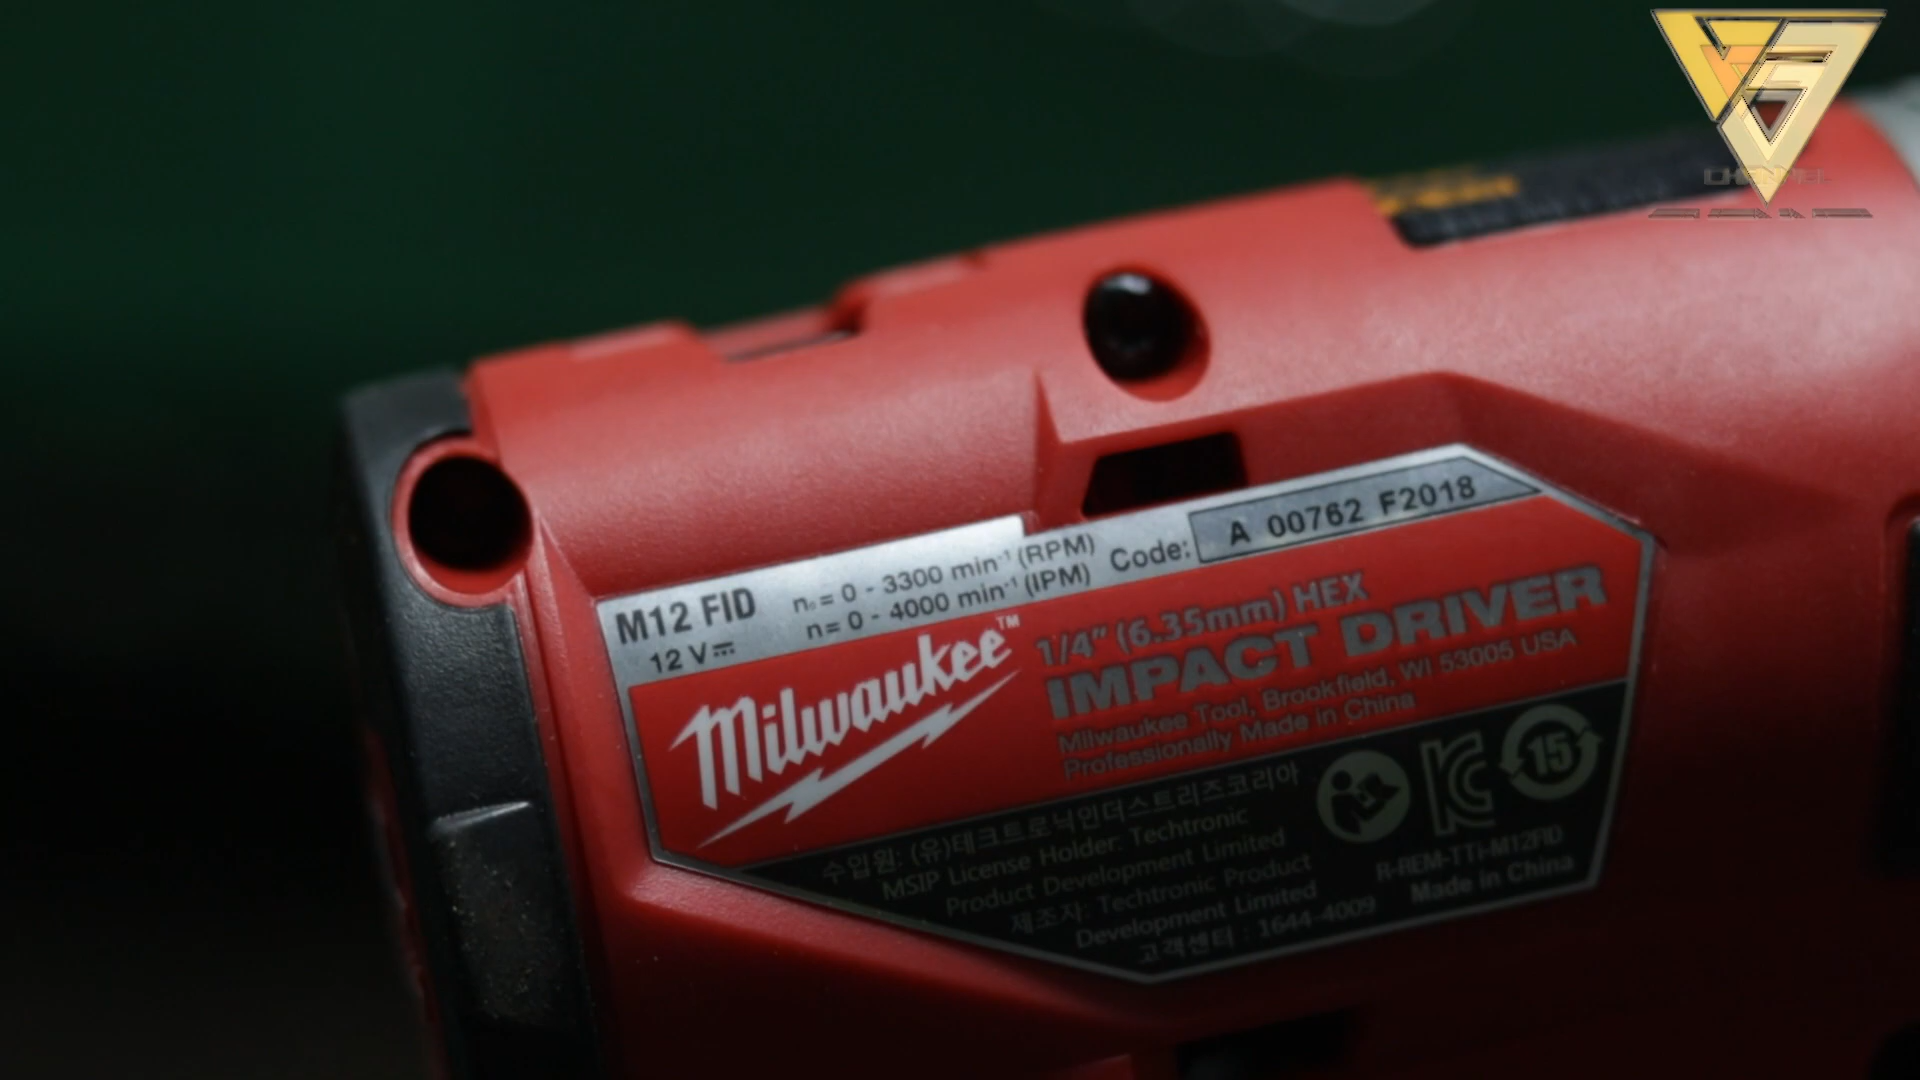 M12 FID
12 V
n₀= 0 - 3300 min⁻¹ (RPM)
n= 0 - 4000 min⁻¹ (IPM)
Code:
A 00762 F2018
Milwaukee™
1/4" (6.35mm) HEX
IMPACT DRIVER
Milwaukee Tool, Brookfield, WI 53005 USA
Professionally Made in China
수입원: (유)테크트로닉인더스트리즈코리아
MSIP License Holder: Techtronic
Product Development Limited
제조자: Techtronic Product
Development Limited
고객센터 : 1644-4009
15
R-REM-TTI-M12FID
Made in China